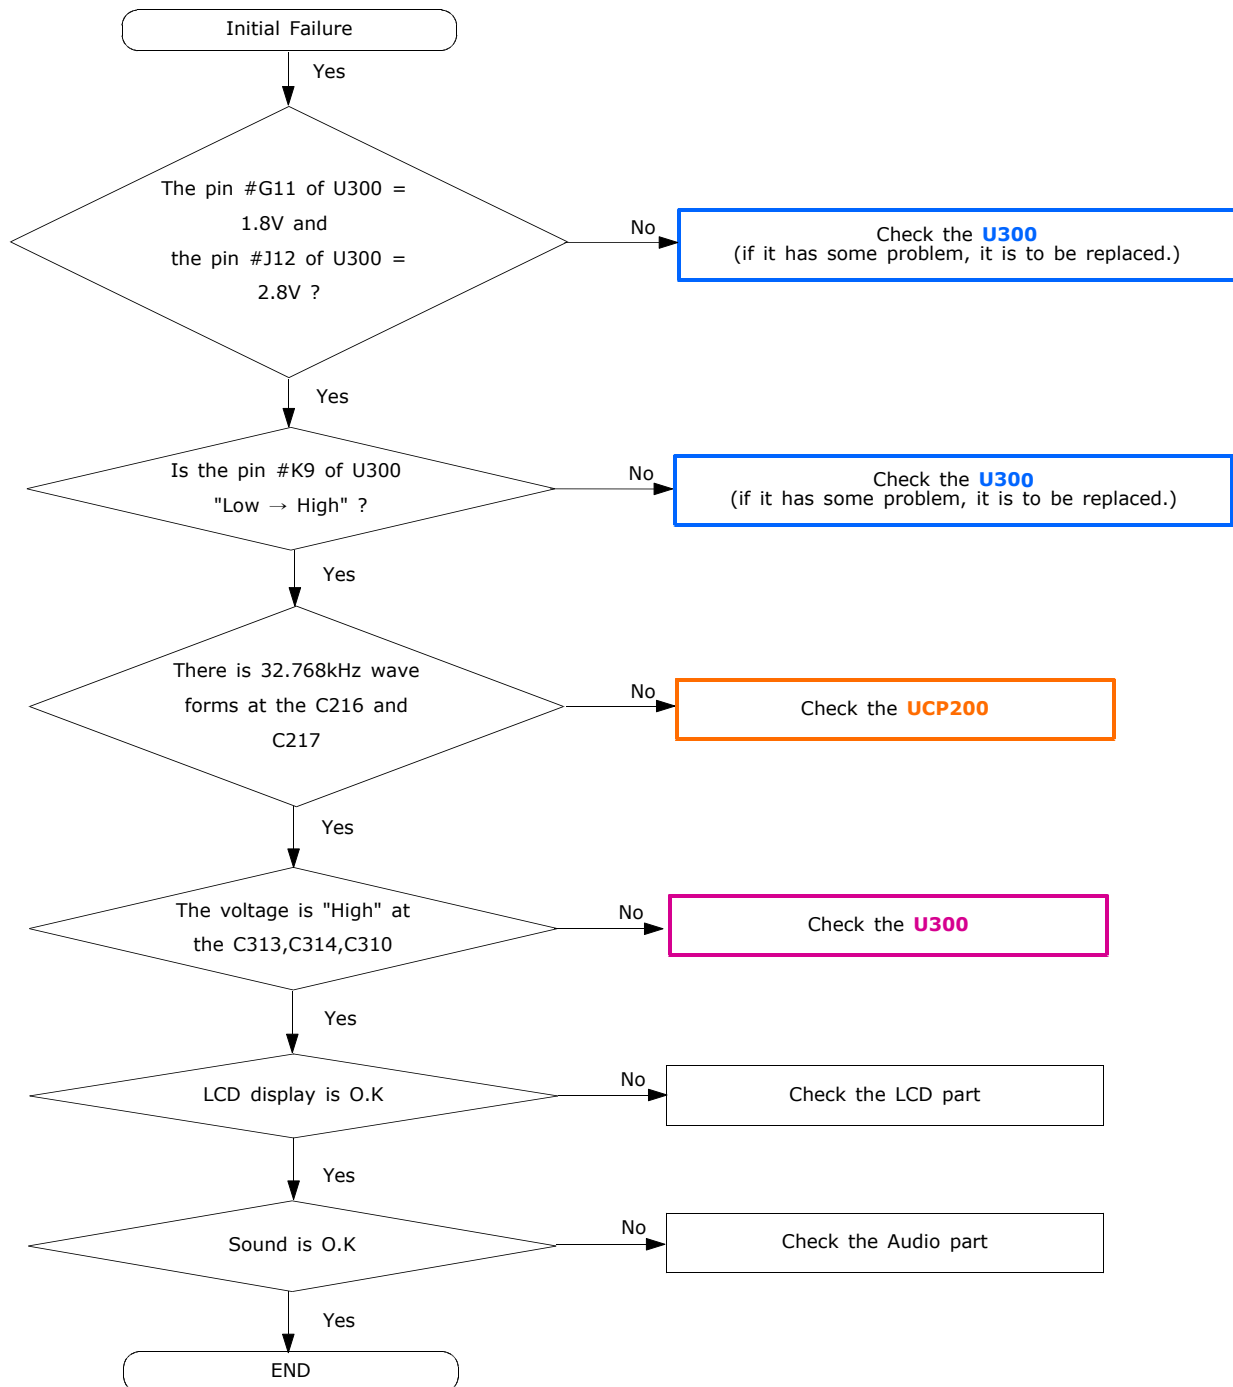 Initial Failure
Yes
The pin #G11 of U300 =
1.8V and
the pin #J12 of U300 =
2.8V ?
No
Check the U300
(if it has some problem, it is to be replaced.)
Yes
Is the pin #K9 of U300
"Low → High" ?
No
Check the U300
(if it has some problem, it is to be replaced.)
Yes
There is 32.768kHz wave
forms at the C216 and
C217
No
Check the UCP200
Yes
The voltage is "High" at
the C313,C314,C310
No
Check the U300
Yes
LCD display is O.K
No
Check the LCD part
Yes
Sound is O.K
No
Check the Audio part
Yes
END